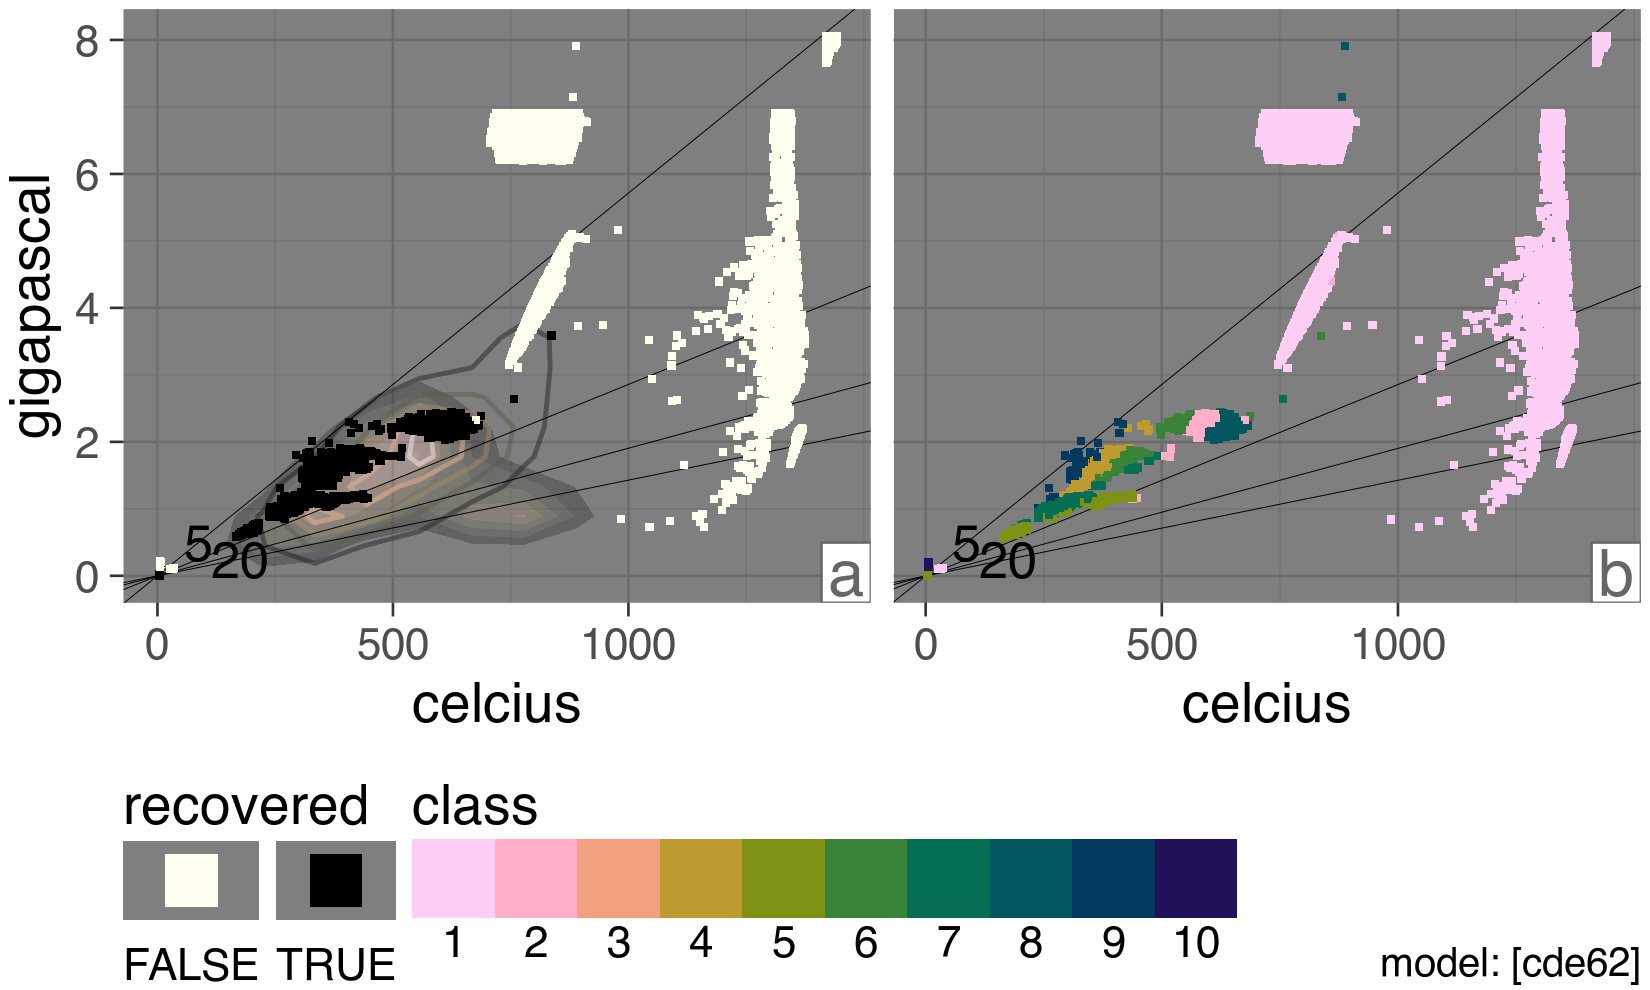 gigapascal
8
6
4
2
0
5
20
a
5
20
b
0 500 1000
0 500 1000
celcius
celcius
recovered
FALSE TRUE
class
1 2 3 4 5 6 7 8 9 10
model: [cde62]